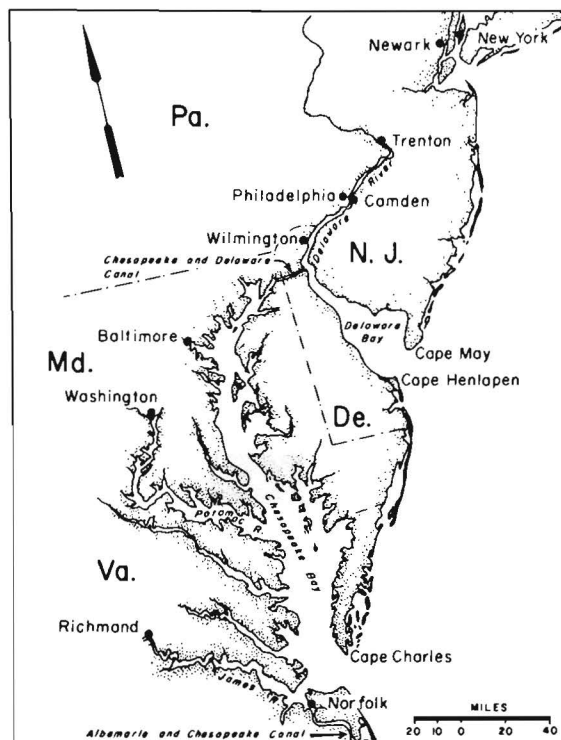 Newark
New York
Pa.
Trenton
River
Philadelphia
Camden
Wilmington
Delaware
N. J.
Chesapeake and Delaware
Canal
Delaware
Bay
Baltimore
Cape May
Md.
Cape Henlapen
Washington
De.
Potomac R.
Chesapeake Bay
Va.
Richmand
Cape Charles
James R.
Norfolk
MILES
20 10 0 20 40
Albemarle and Chesapeake Canal